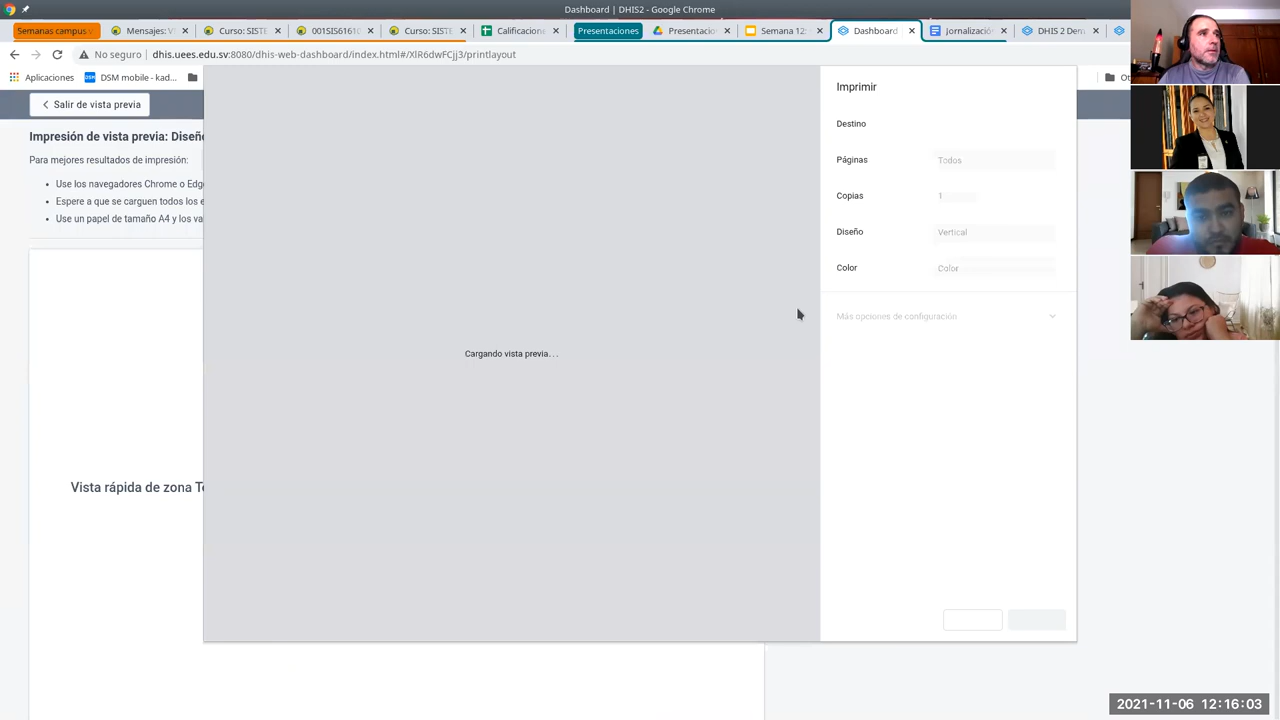 Dashboard | DHIS2 - Google Chrome
Semanas campus v
Mensajes: V
Curso: SISTE
001SIS61610
Curso: SISTE
Calificacione
Presentaciones
Presentacio
Semana 12:
Dashboard
Jornalizació
DHIS 2 Dem
No seguro
dhis.uees.edu.sv:8080/dhis-web-dashboard/index.html#/XlR6dwFCjj3/printlayout
Aplicaciones
DSM mobile - kad...
Salir de vista previa
Impresión de vista previa: Diseño
Para mejores resultados de impresión:
• Use los navegadores Chrome o Edg
• Espere a que se carguen todos los e
• Use un papel de tamaño A4 y los va
Vista rápida de zona
Cargando vista previa...
Imprimir
Destino
Páginas Todos
Copias 1
Diseño Vertical
Color Color
Más opciones de configuración
2021-11-06 12:16:03